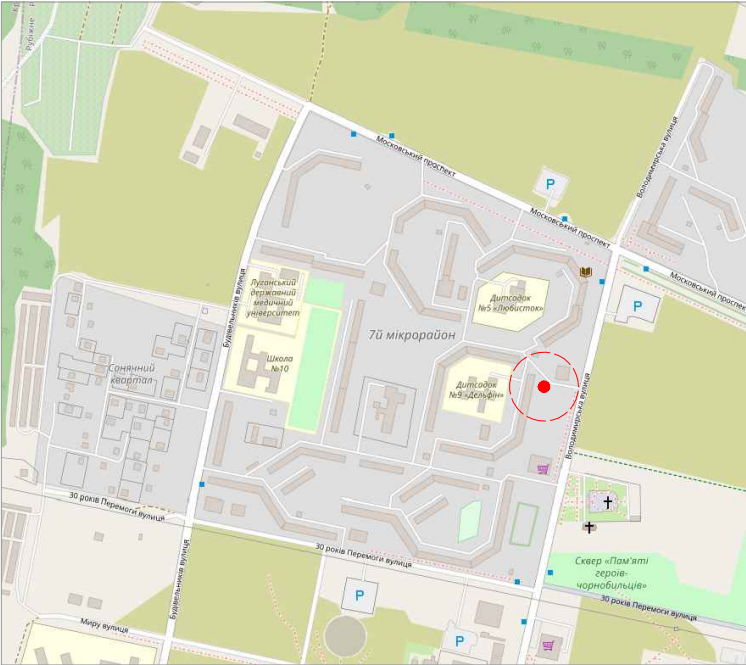 Рубіжне
Московський проспект
Володимирська вулиця
P
Московський проспект
Московський проспек
P
Луганський
державний
медичний
університет
Дитсадок
№5 «Любисток»
Будівельників вулиця
7й мікрорайон
Школа
№10
Сонячний
квартал
Дитсадок
№9 «Дельфін»
Володимирська вулиця
30 років Перемоги вулиця
30 років Перемоги вулиця
Сквер «Пам'яті
героїв-
чорнобильців»
Будівельників вулиця
P
30 років Перемоги вулиця
Миру вулиця
P